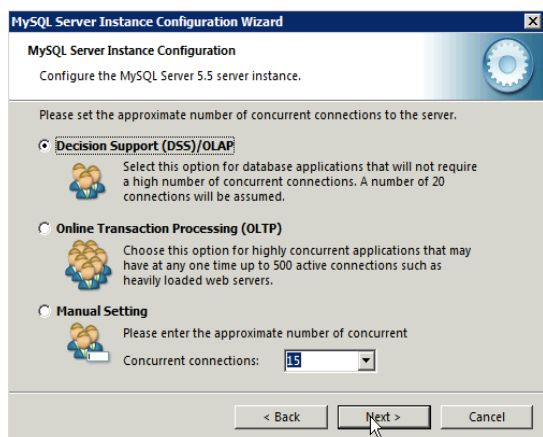 MySQL Server Instance Configuration Wizard
MySQL Server Instance Configuration
Configure the MySQL Server 5.5 server instance.
Please set the approximate number of concurrent connections to the server.
Decision Support (DSS)/OLAP
Select this option for database applications that will not require
a high number of concurrent connections. A number of 20
connections will be assumed.
Online Transaction Processing (OLTP)
Choose this option for highly concurrent applications that may
have at any one time up to 500 active connections such as
heavily loaded web servers.
Manual Setting
Please enter the approximate number of concurrent
Concurrent connections: 15
< Back Next > Cancel